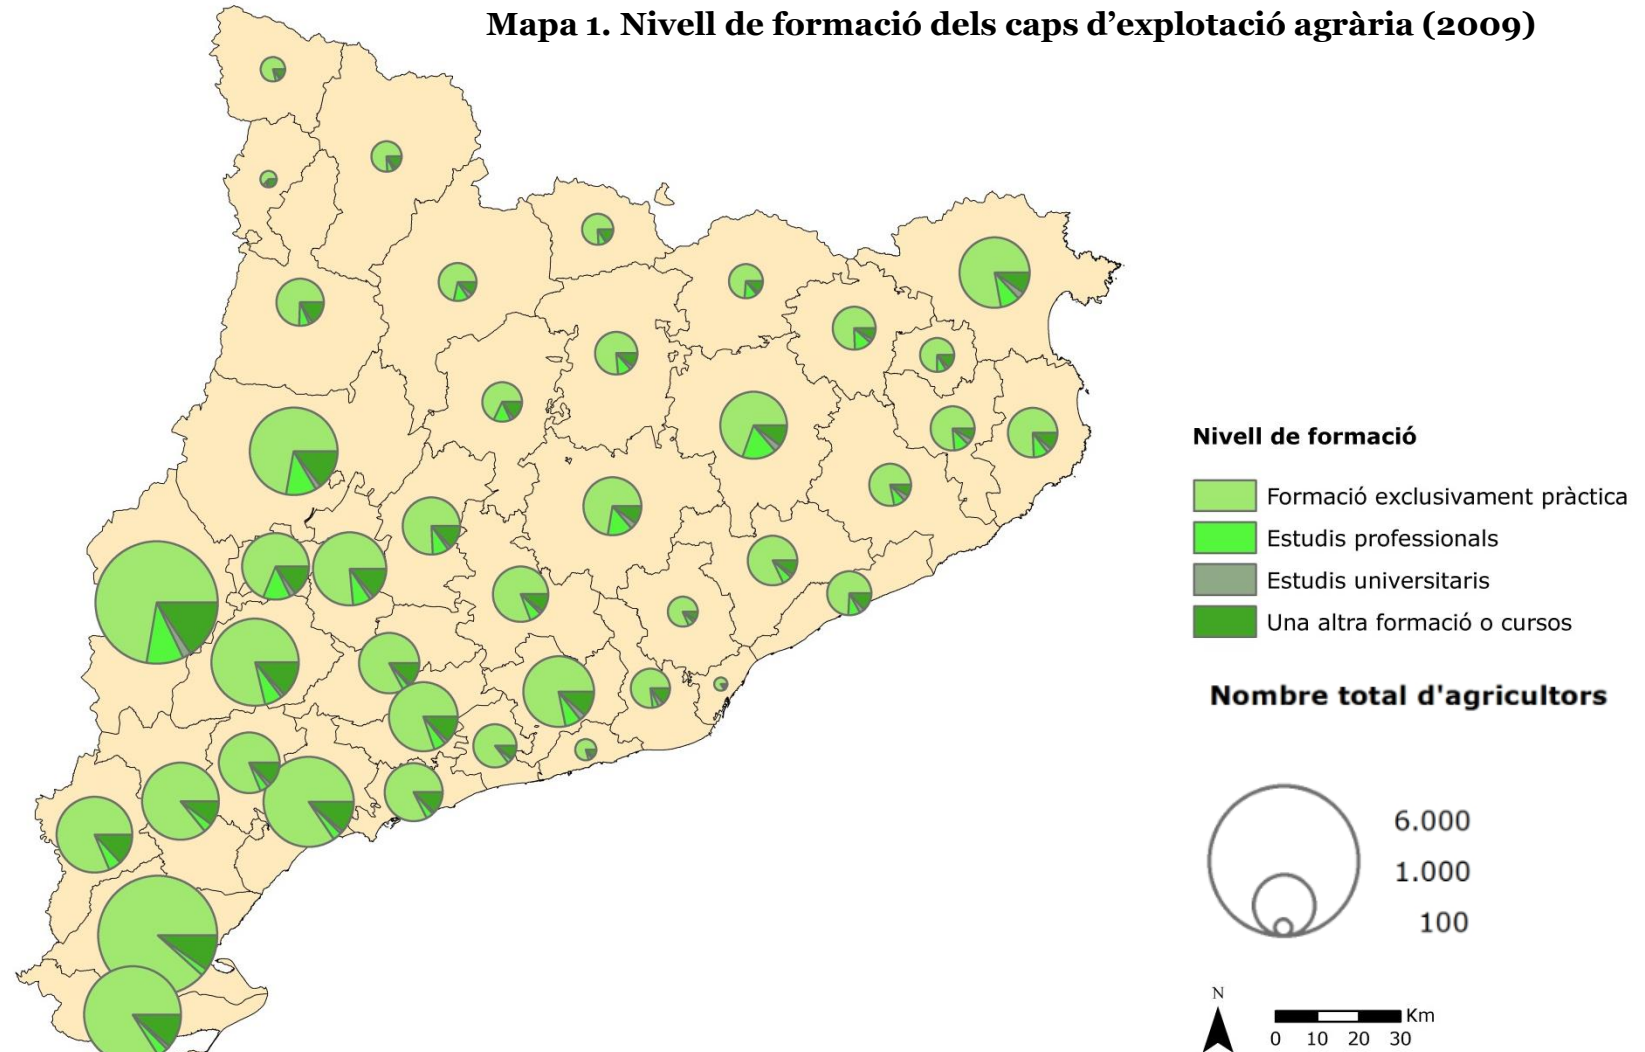 Mapa 1. Nivell de formació dels caps d’explotació agrària (2009)
Nivell de formació
Formació exclusivament pràctica
Estudis professionals
Estudis universitaris
Una altra formació o cursos
Nombre total d'agricultors
6.000
1.000
100
N
Km
0 10 20 30